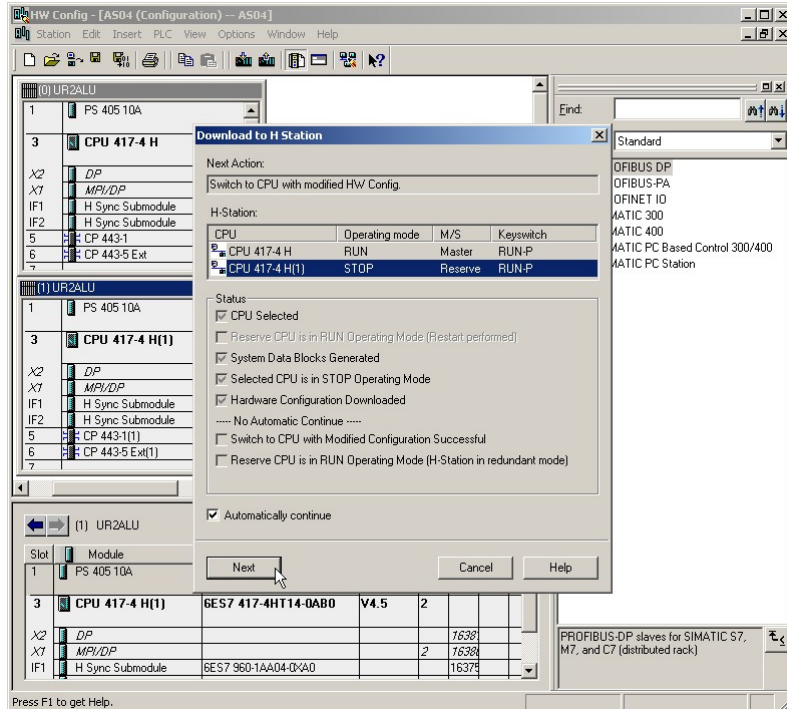 HW Config - [AS04 (Configuration) -- AS04]
Station Edit Insert PLC View Options Window Help
(0) UR2ALU
1 PS 405 10A
3 CPU 417-4 H
X2 DP
X1 MPI/DP
IF1 H Sync Submodule
IF2 H Sync Submodule
5 CP 443-1
6 CP 443-5 Ext
7
(1) UR2ALU
1 PS 405 10A
3 CPU 417-4 H(1)
X2 DP
X1 MPI/DP
IF1 H Sync Submodule
IF2 H Sync Submodule
5 CP 443-1(1)
6 CP 443-5 Ext(1)
7
Download to H Station
Next Action:
Switch to CPU with modified HW Config.
H-Station:
CPU Operating mode M/S Keyswitch
CPU 417-4 H RUN Master RUN-P
CPU 417-4 H(1) STOP Reserve RUN-P
Status
CPU Selected
Reserve CPU is in RUN Operating Mode (Restart performed)
System Data Blocks Generated
Selected CPU is in STOP Operating Mode
Hardware Configuration Downloaded
----- No Automatic Continue -----
Switch to CPU with Modified Configuration Successful
Reserve CPU is in RUN Operating Mode (H-Station in redundant mode)
Automatically continue
Next Cancel Help
Find:
Standard
OFIBUS DP
OFIBUS-PA
OFINET IO
MATIC 300
MATIC 400
MATIC PC Based Control 300/400
MATIC PC Station
(1) UR2ALU
Slot Module
1 PS 405 10A
3 CPU 417-4 H(1) 6ES7 417-4HT14-0AB0 V4.5 2
X2 DP 1638
X1 MPI/DP 2 1638
IF1 H Sync Submodule 6ES7 960-1AA04-0XA0 16375
PROFIBUS-DP slaves for SIMATIC S7,
M7, and C7 (distributed rack)
Press F1 to get Help.